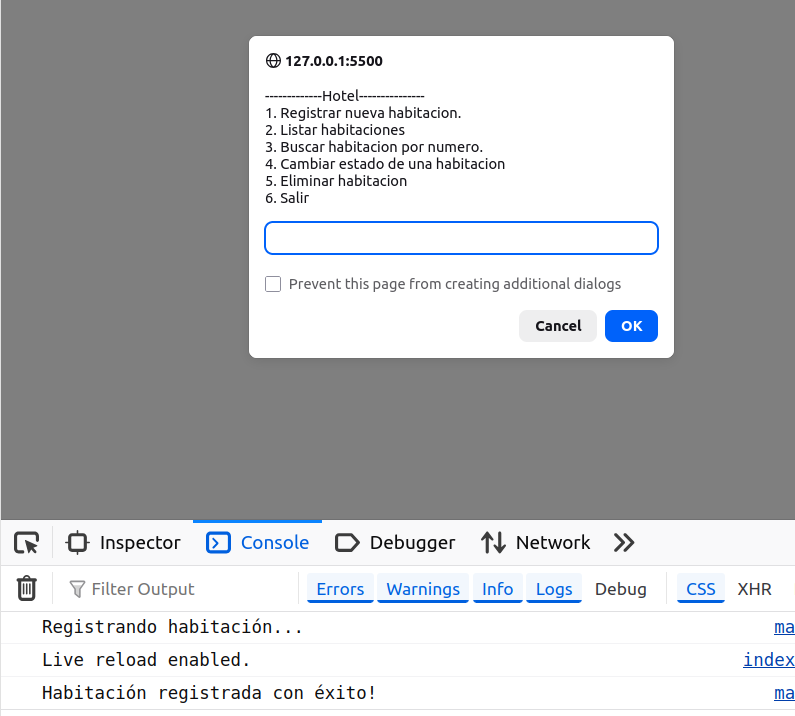 127.0.0.1:5500
-------------Hotel---------------
1. Registrar nueva habitacion.
2. Listar habitaciones
3. Buscar habitacion por numero.
4. Cambiar estado de una habitacion
5. Eliminar habitacion
6. Salir
Prevent this page from creating additional dialogs
Cancel OK
Inspector Console Debugger Network
Filter Output Errors Warnings Info Logs Debug CSS XHR
Registrando habitación... ma
Live reload enabled. index
Habitación registrada con éxito! ma